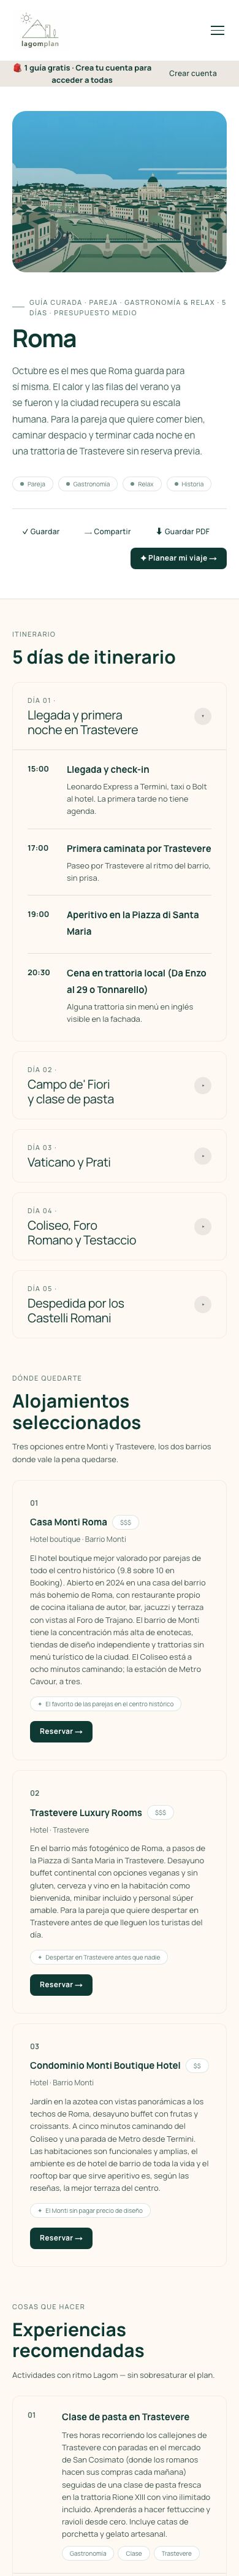 lagomplan
1 guía gratis · Crea tu cuenta para
acceder a todas
Crear cuenta
GUÍA CURADA · PAREJA · GASTRONOMÍA & RELAX · 5
DÍAS · PRESUPUESTO MEDIO
Roma
Octubre es el mes que Roma guarda para
sí misma. El calor y las filas del verano ya
se fueron y la ciudad recupera su escala
humana. Para la pareja que quiere comer bien,
caminar despacio y terminar cada noche en
una trattoria de Trastevere sin reserva previa.
Pareja
Gastronomía
Relax
Historia
✓ Guardar
→ Compartir
⬇ Guardar PDF
✦ Planear mi viaje →
ITINERARIO
5 días de itinerario
DÍA 01 ·
Llegada y primera
noche en Trastevere
15:00
Llegada y check-in
Leonardo Express a Termini, taxi o Bolt
al hotel. La primera tarde no tiene
agenda.
17:00
Primera caminata por Trastevere
Paseo por Trastevere al ritmo del barrio,
sin prisa.
19:00
Aperitivo en la Piazza di Santa
Maria
20:30
Cena en trattoria local (Da Enzo
al 29 o Tonnarello)
Alguna trattoria sin menú en inglés
visible en la fachada.
DÍA 02 ·
Campo de' Fiori
y clase de pasta
DÍA 03 ·
Vaticano y Prati
DÍA 04 ·
Coliseo, Foro
Romano y Testaccio
DÍA 05 ·
Despedida por los
Castelli Romani
DÓNDE QUEDARTE
Alojamientos
seleccionados
Tres opciones entre Monti y Trastevere, los dos barrios
donde vale la pena quedarse.
01
Casa Monti Roma
$$$
Hotel boutique · Barrio Monti
El hotel boutique mejor valorado por parejas de
todo el centro histórico (9.8 sobre 10 en
Booking). Abierto en 2024 en una casa del barrio
más bohemio de Roma, con restaurante propio
de cocina italiana de autor, bar, jacuzzi y terraza
con vistas al Foro de Trajano. El barrio de Monti
tiene la concentración más alta de enotecas,
tiendas de diseño independiente y trattorias sin
menú turístico de la ciudad. El Coliseo está a
ocho minutos caminando; la estación de Metro
Cavour, a tres.
✦ El favorito de las parejas en el centro histórico
Reservar →
02
Trastevere Luxury Rooms
$$$
Hotel · Trastevere
En el barrio más fotogénico de Roma, a pasos de
la Piazza di Santa Maria in Trastevere. Desayuno
buffet continental con opciones veganas y sin
gluten, cerveza y vino en la habitación como
bienvenida, minibar incluido y personal súper
amable. Para la pareja que quiere despertar en
Trastevere antes de que lleguen los turistas del
día.
✦ Despertar en Trastevere antes que nadie
Reservar →
03
Condominio Monti Boutique Hotel
$$
Hotel · Barrio Monti
Jardín en la azotea con vistas panorámicas a los
techos de Roma, desayuno buffet con frutas y
croissants. A cinco minutos caminando del
Coliseo y una parada de Metro desde Termini.
Las habitaciones son funcionales y amplias, el
ambiente es de hotel de barrio de toda la vida y el
rooftop bar que sirve aperitivo es, según las
reseñas, la mejor terraza del centro.
✦ El Monti sin pagar precio de diseño
Reservar →
COSAS QUE HACER
Experiencias
recomendadas
Actividades con ritmo Lagom — sin sobresaturar el plan.
01
Clase de pasta en Trastevere
Tres horas recorriendo los callejones de
Trastevere con paradas en el mercado
de San Cosimato (donde los romanos
hacen sus compras cada mañana)
seguidas de una clase de pasta fresca
en la trattoria Rione XIII con vino ilimitado
incluido. Aprenderás a hacer fettuccine y
ravioli desde cero. Incluye catas de
porchetta y gelato artesanal.
Gastronomía
Clase
Trastevere